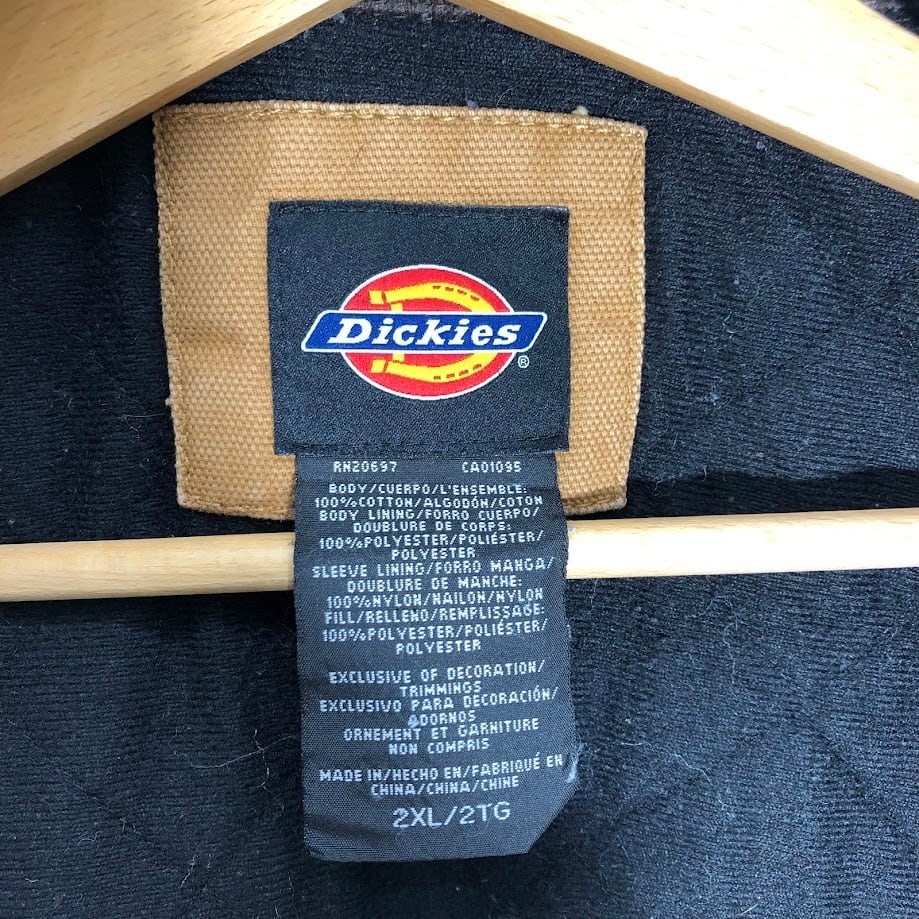 Dickies
®
RN20697 CA01095
BODY/CUERPO/L'ENSEMBLE:
100%COTTON/ALGODÓN/COTON
BODY LINING/FORRO CUERPO/
DOUBLURE DE CORPS:
100%POLYESTER/POLIÉSTER/
POLYESTER
SLEEVE LINING/FORRO MANGA/
DOUBLURE DE MANCHE:
100%NYLON/NAILON/NYLON
FILL/RELLENO/REMPLISSAGE:
100%POLYESTER/POLIÉSTER/
POLYESTER
EXCLUSIVE OF DECORATION/
TRIMMINGS
EXCLUSIVO PARA DECORACIÓN/
ADORNOS
ORNEMENT ET GARNITURE
NON COMPRIS
MADE IN/HECHO EN/FABRIQUÉ EN
CHINA/CHINA/CHINE
2XL/2TG